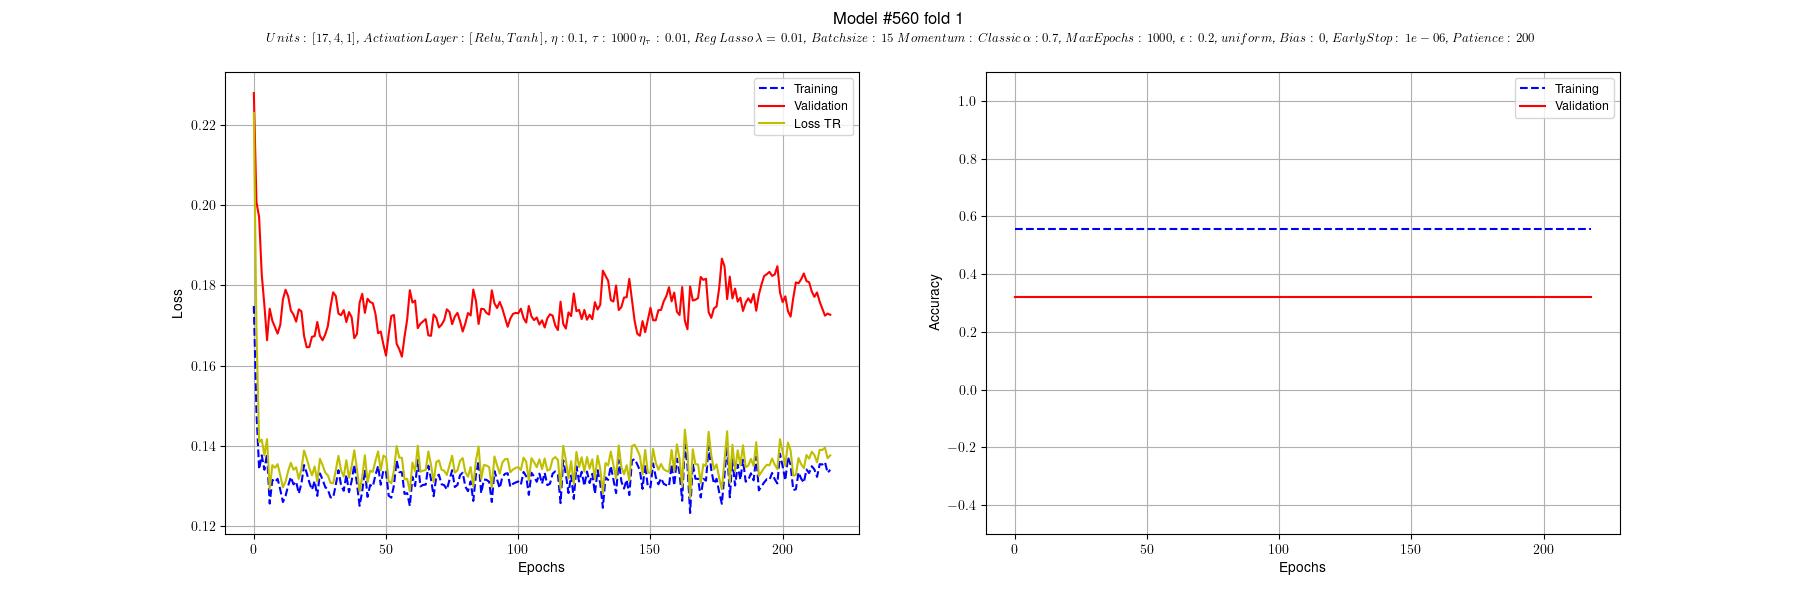 Model #560 fold 1
Units : [17, 4, 1], ActivationLayer : [Relu, Tanh], η : 0.1, τ : 1000 η_τ : 0.01, Reg Lasso λ = 0.01, Batchsize : 15 Momentum : Classic α : 0.7, MaxEpochs : 1000, ϵ : 0.2, uniform, Bias : 0, EarlyStop : 1e − 06, Patience : 200
Training
Validation
Loss TR
0.22
0.20
0.18
0.16
0.14
0.12
Loss
0 50 100 150 200
Epochs
Training
Validation
1.0
0.8
0.6
0.4
0.2
0.0
−0.2
−0.4
Accuracy
0 50 100 150 200
Epochs